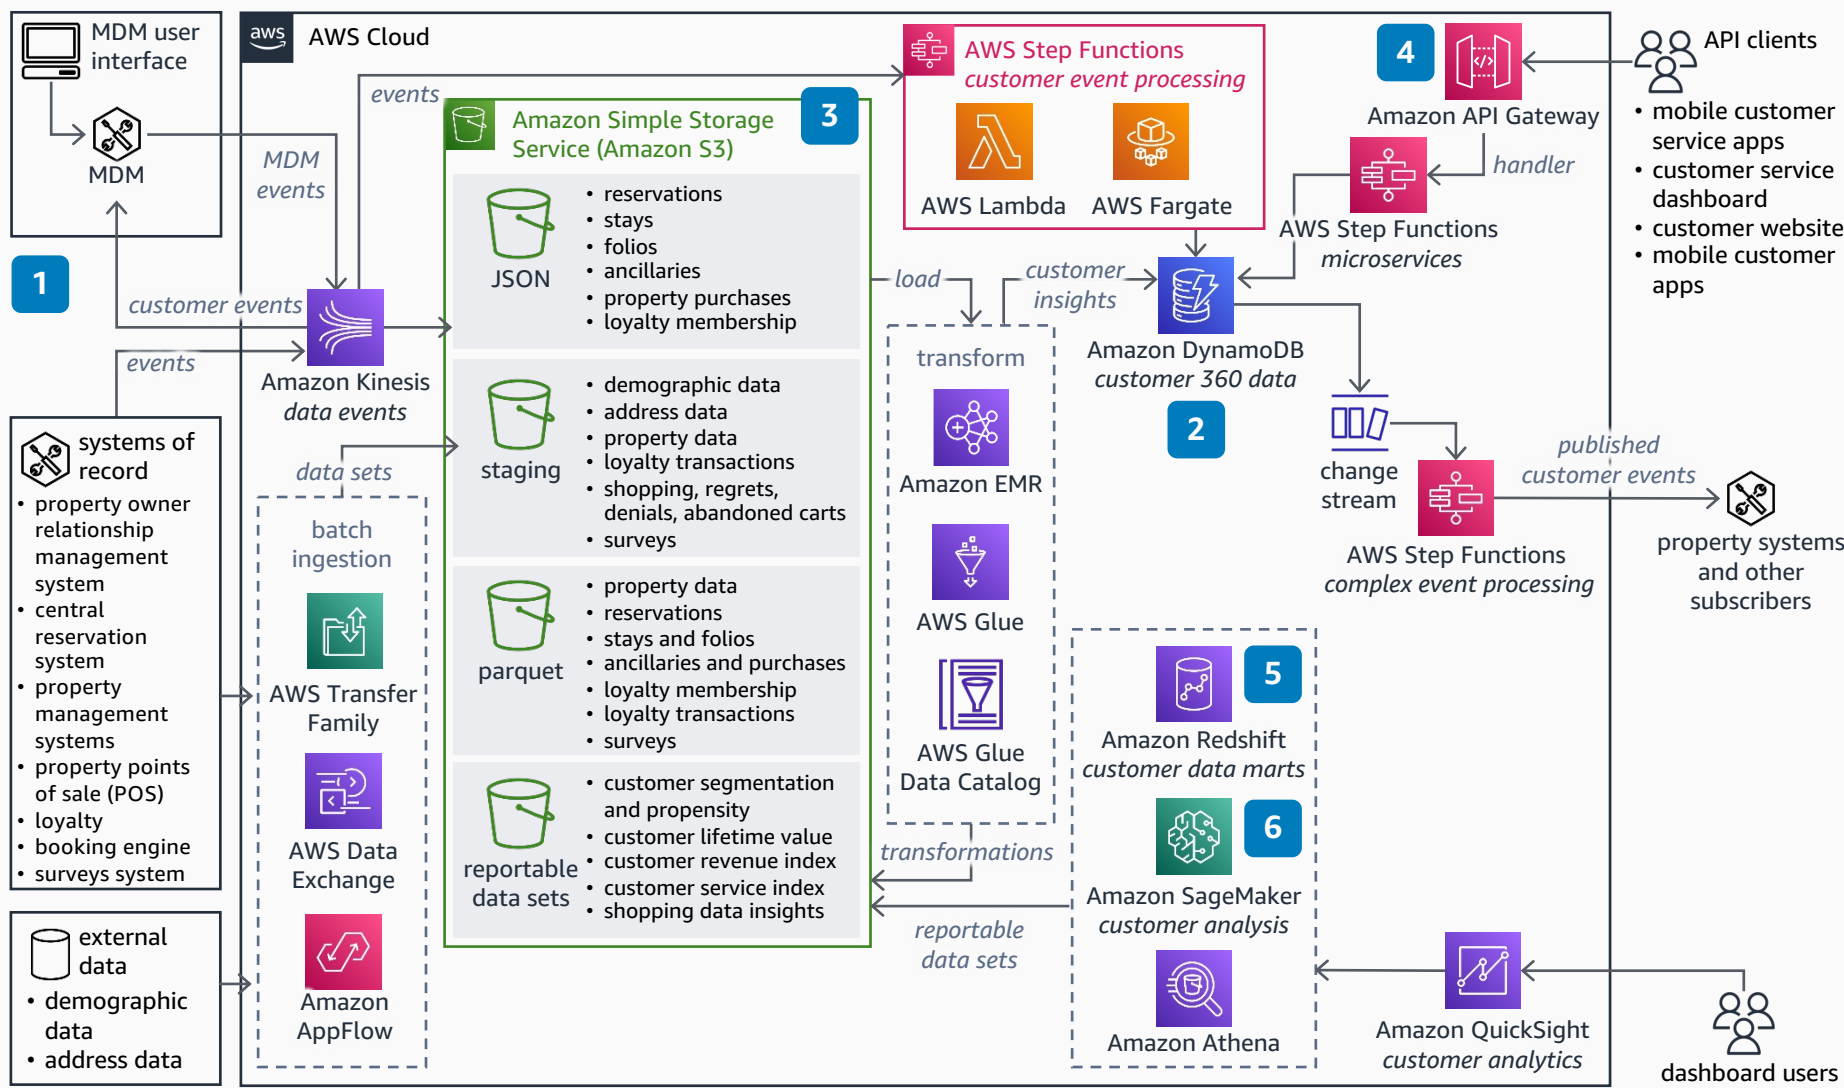 MDM user
interface
MDM
1
aws
AWS Cloud
events
MDM
events
customer events
events
Amazon Kinesis
data events
systems of
record
• property owner
relationship
management
system
• central
reservation
system
• property
management
systems
• property points
of sale (POS)
• loyalty
• booking engine
• surveys system
external
data
• demographic
data
• address data
data sets
batch
ingestion
AWS Transfer
Family
AWS Data
Exchange
Amazon
AppFlow
Amazon Simple Storage
Service (Amazon S3)
3
JSON
• reservations
• stays
• folios
• ancillaries
• property purchases
• loyalty membership
staging
• demographic data
• address data
• property data
• loyalty transactions
• shopping, regrets,
denials, abandoned carts
• surveys
parquet
• property data
• reservations
• stays and folios
• ancillaries and purchases
• loyalty membership
• loyalty transactions
• surveys
reportable
data sets
• customer segmentation
and propensity
• customer lifetime value
• customer revenue index
• customer service index
• shopping data insights
AWS Step Functions
customer event processing
AWS Lambda
AWS Fargate
load
customer
insights
transform
Amazon EMR
AWS Glue
AWS Glue
Data Catalog
transformations
reportable
data sets
4
Amazon API Gateway
handler
AWS Step Functions
microservices
Amazon DynamoDB
customer 360 data
2
change
stream
AWS Step Functions
complex event processing
published
customer events
API clients
• mobile customer
service apps
• customer service
dashboard
• customer website
• mobile customer
apps
property systems
and other
subscribers
5
Amazon Redshift
customer data marts
6
Amazon SageMaker
customer analysis
Amazon Athena
Amazon QuickSight
customer analytics
dashboard users